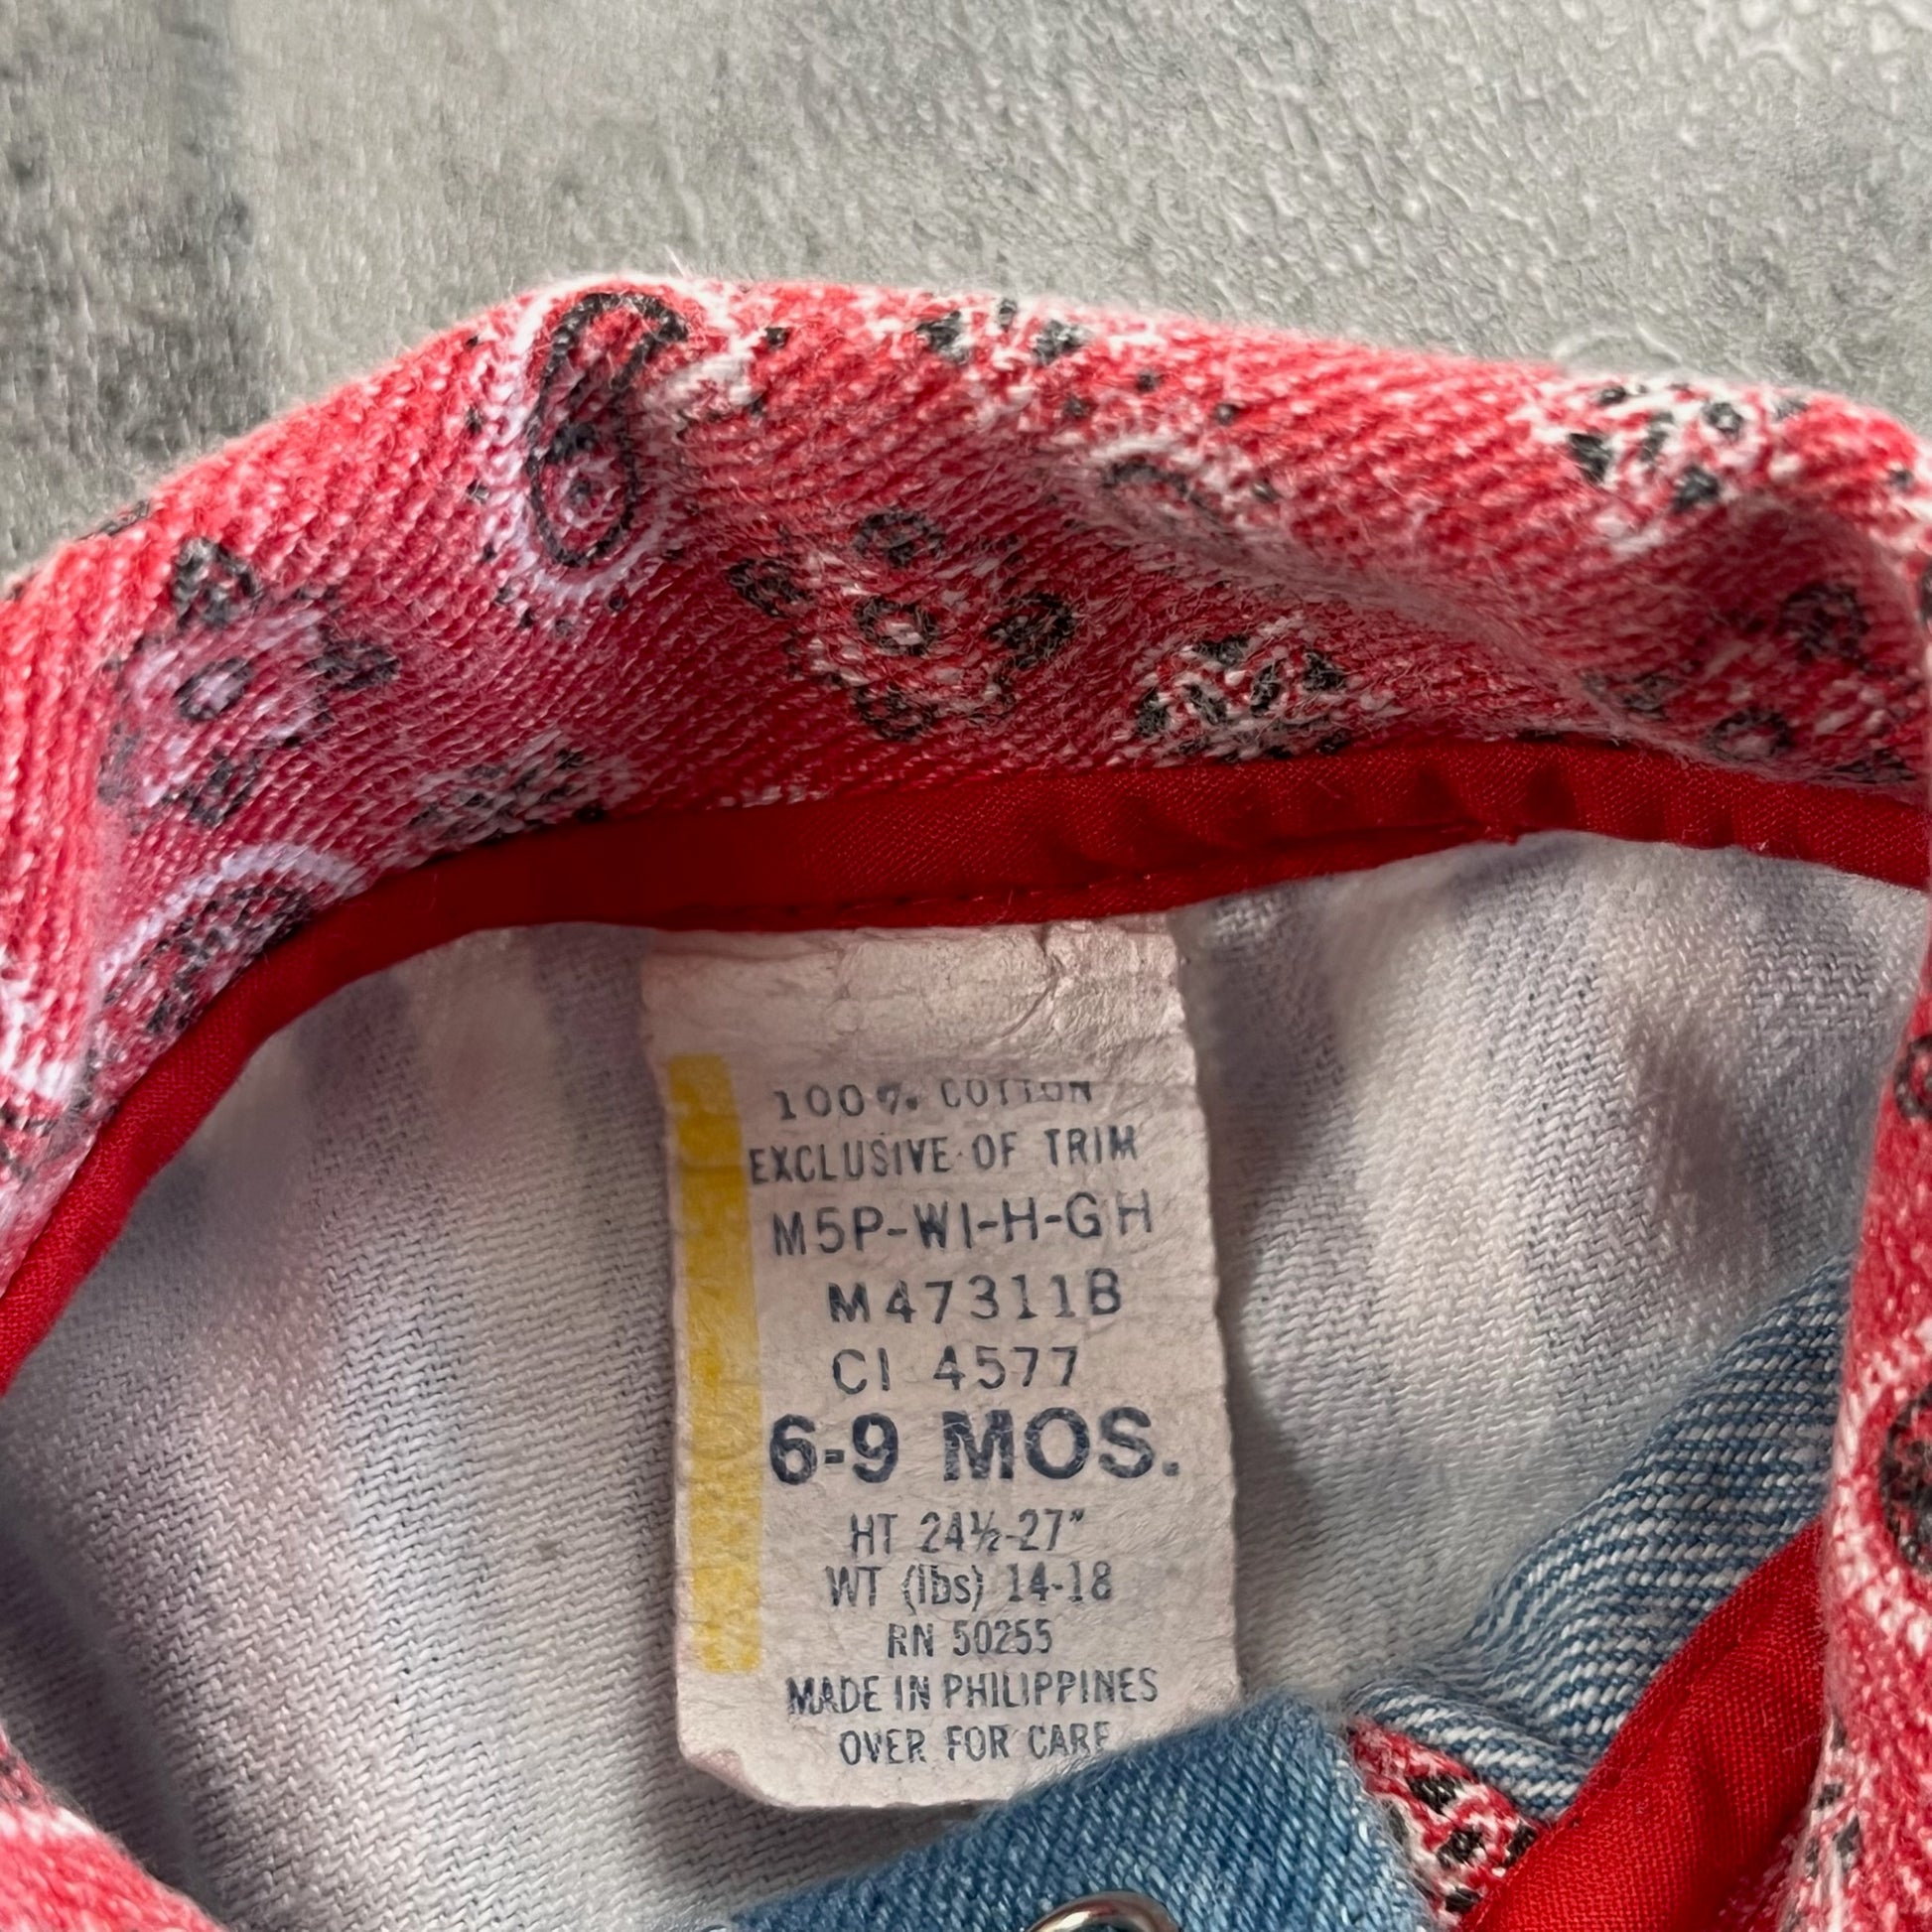 100% COTTON
EXCLUSIVE OF TRIM
M5P-WI-H-GH
M47311B
CI 4577
6-9 MOS.
HT 24½-27"
WT (lbs) 14-18
RN 50255
MADE IN PHILIPPINES
OVER FOR CARE